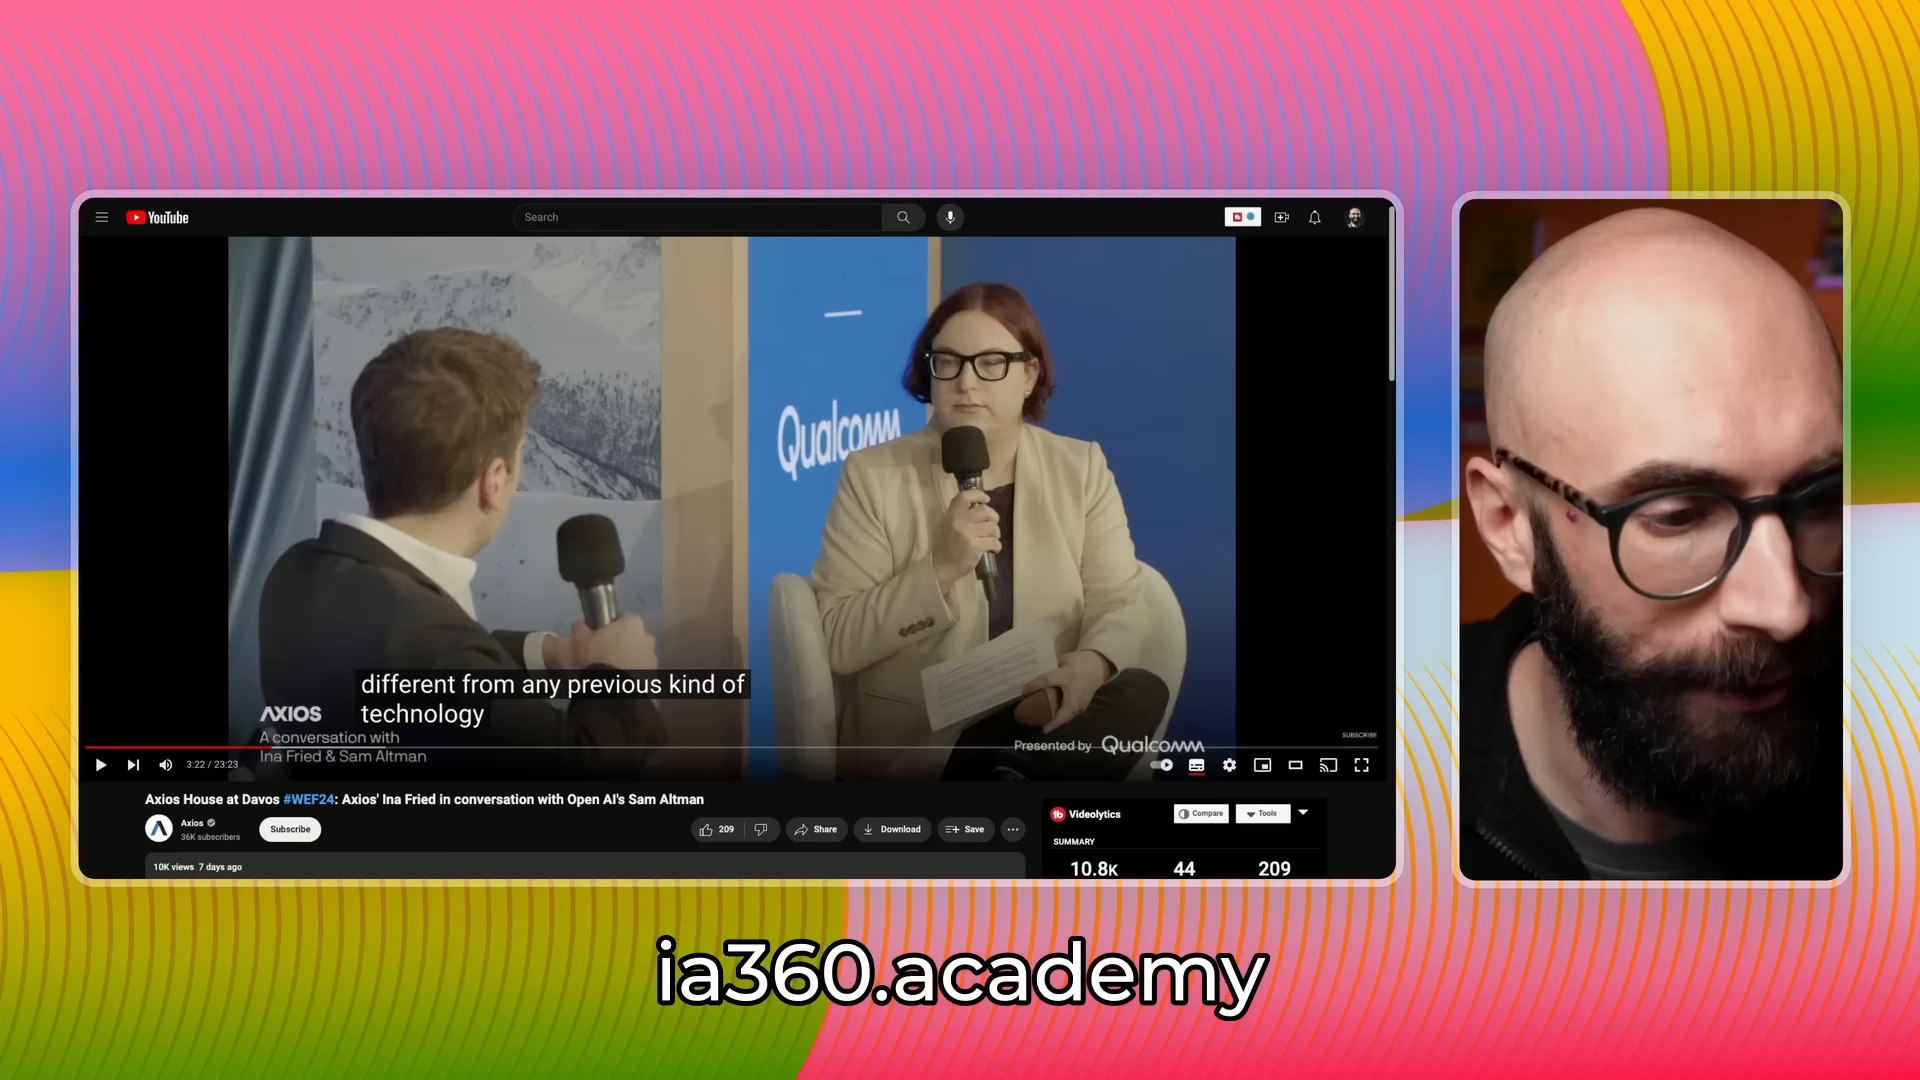 YouTube
Search
Qualcomm
different from any previous kind of
technology
AXIOS
A conversation with
Ina Fried & Sam Altman
Presented by Qualcomm
SUBSCRIBE
3:22 / 23:23
Axios House at Davos #WEF24: Axios' Ina Fried in conversation with Open AI's Sam Altman
Axios
36K subscribers
Subscribe
209
Share
Download
Save
10K views 7 days ago
Videolytics
Compare
Tools
SUMMARY
10.8K 44 209
ia360.academy